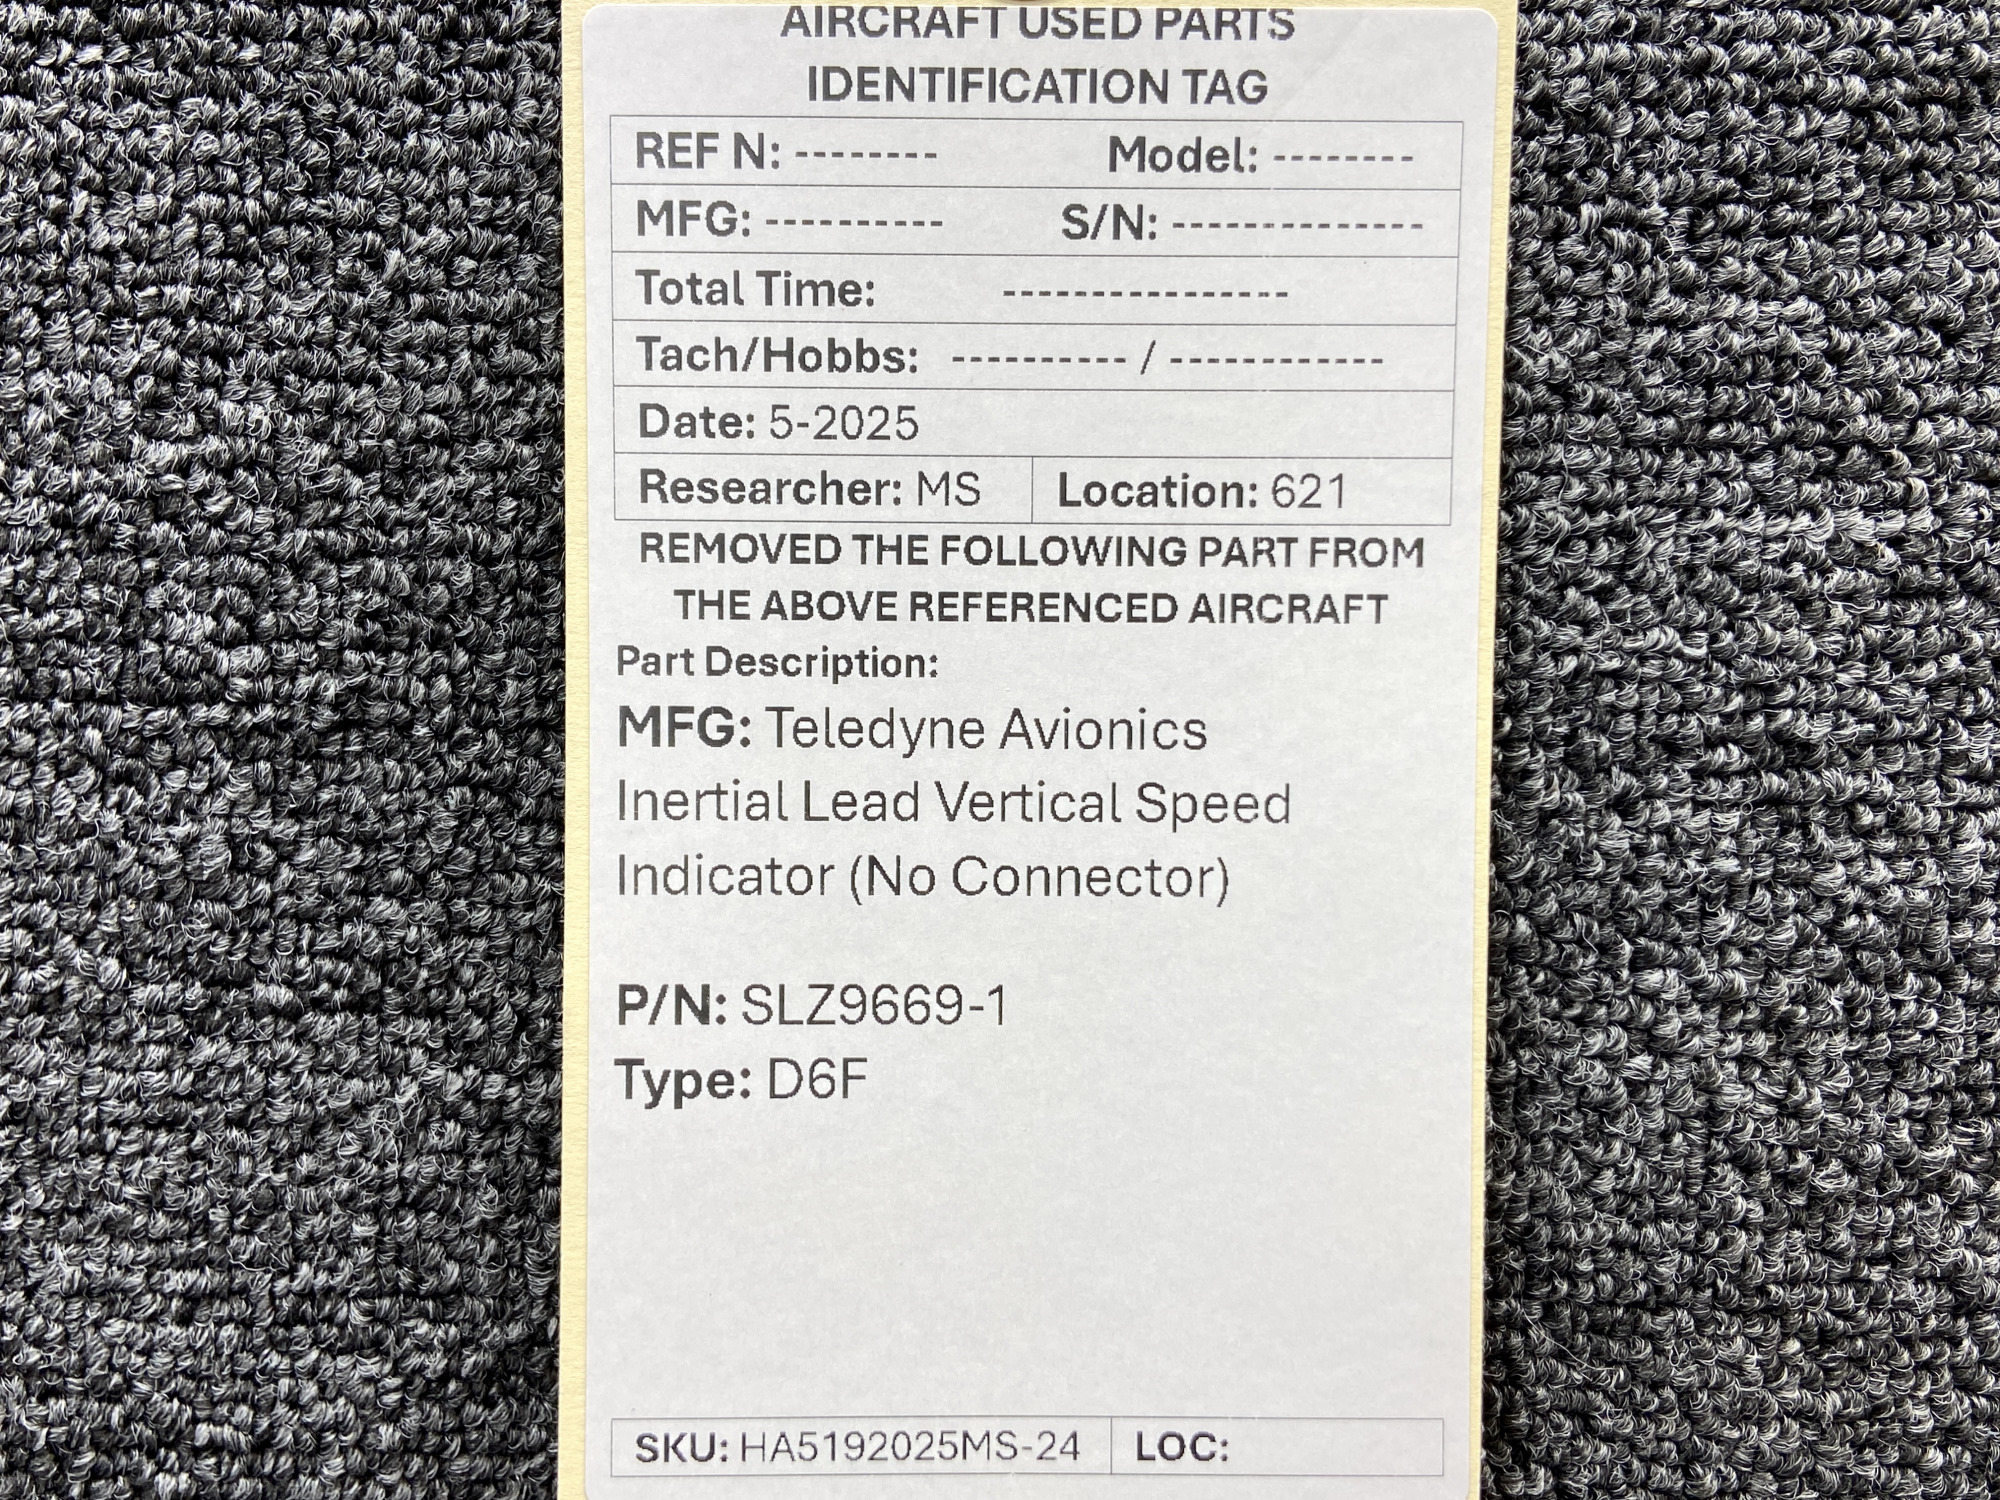 AIRCRAFT USED PARTS
IDENTIFICATION TAG
REF N: -------- Model: --------
MFG: ---------- S/N: --------------
Total Time: ----------------
Tach/Hobbs: ---------- / ------------
Date: 5-2025
Researcher: MS Location: 621
REMOVED THE FOLLOWING PART FROM
THE ABOVE REFERENCED AIRCRAFT
Part Description:
MFG: Teledyne Avionics
Inertial Lead Vertical Speed
Indicator (No Connector)
P/N: SLZ9669-1
Type: D6F
SKU: HA5192025MS-24 LOC: